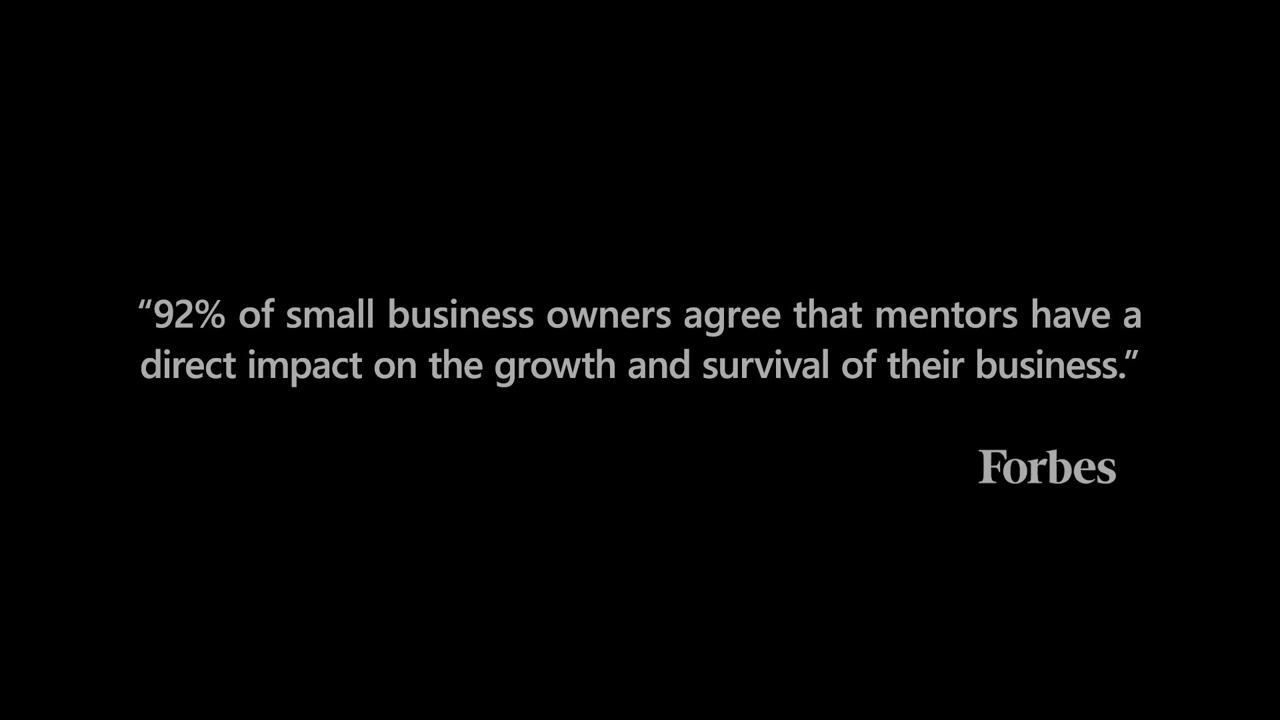 “92% of small business owners agree that mentors have a
direct impact on the growth and survival of their business.”
Forbes